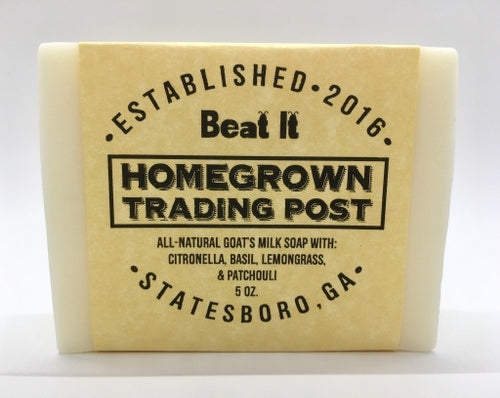 •ESTABLISHED•2016•
Beat It
HOMEGROWN
TRADING POST
ALL-NATURAL GOAT'S MILK SOAP WITH:
CITRONELLA, BASIL, LEMONGRASS,
& PATCHOULI
5 OZ.
•STATESBORO, GA•